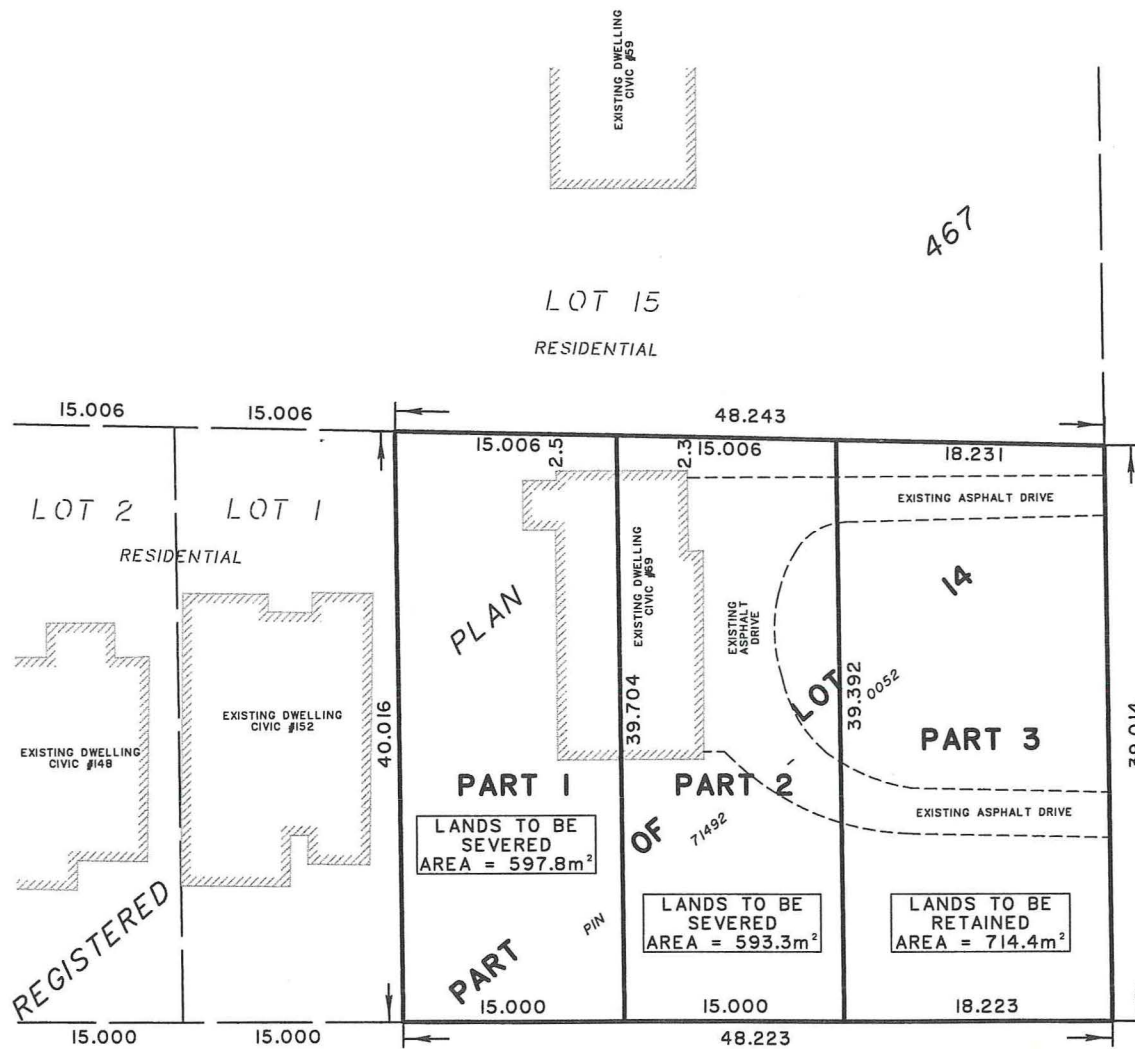 EXISTING DWELLING
CIVIC #59
467
LOT 15
RESIDENTIAL
15.006
15.006
48.243
15.006
2.5
2.3
15.006
18.231
LOT 2
LOT 1
RESIDENTIAL
EXISTING ASPHALT DRIVE
14
PLAN
EXISTING DWELLING
CIVIC #69
EXISTING
ASPHALT
DRIVE
LOT
0052
EXISTING DWELLING
CIVIC #148
EXISTING DWELLING
CIVIC #152
40.016
39.704
39.392
39.014
PART 1
PART 2
PART 3
EXISTING ASPHALT DRIVE
LANDS TO BE
SEVERED
AREA = 597.8m²
OF
71492
LANDS TO BE
SEVERED
AREA = 593.3m²
LANDS TO BE
RETAINED
AREA = 714.4m²
REGISTERED
PART
PIN
15.000
15.000
15.000
15.000
18.223
48.223